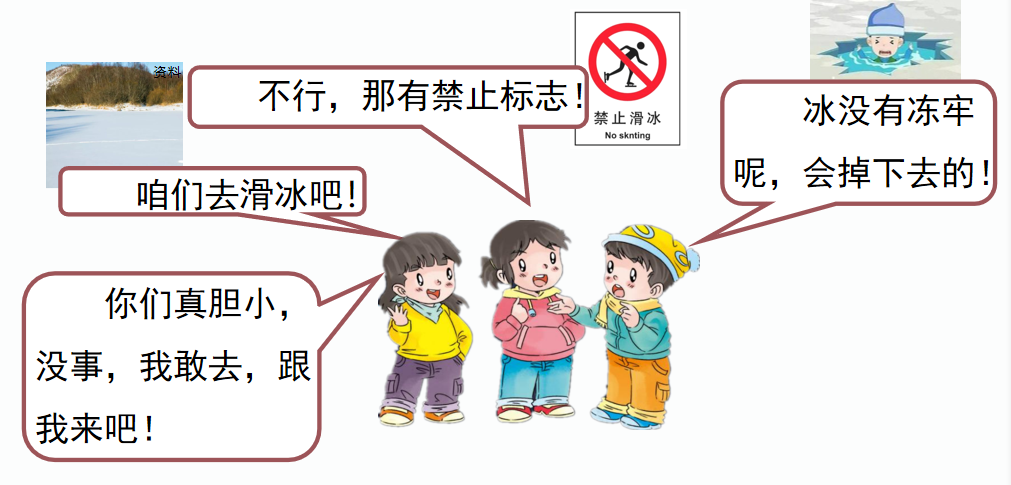 资料
不行，那有禁止标志！
禁止滑冰
No sknting
冰没有冻牢
呢，会掉下去的！
咱们去滑冰吧！
你们真胆小，
没事，我敢去，跟
我来吧！